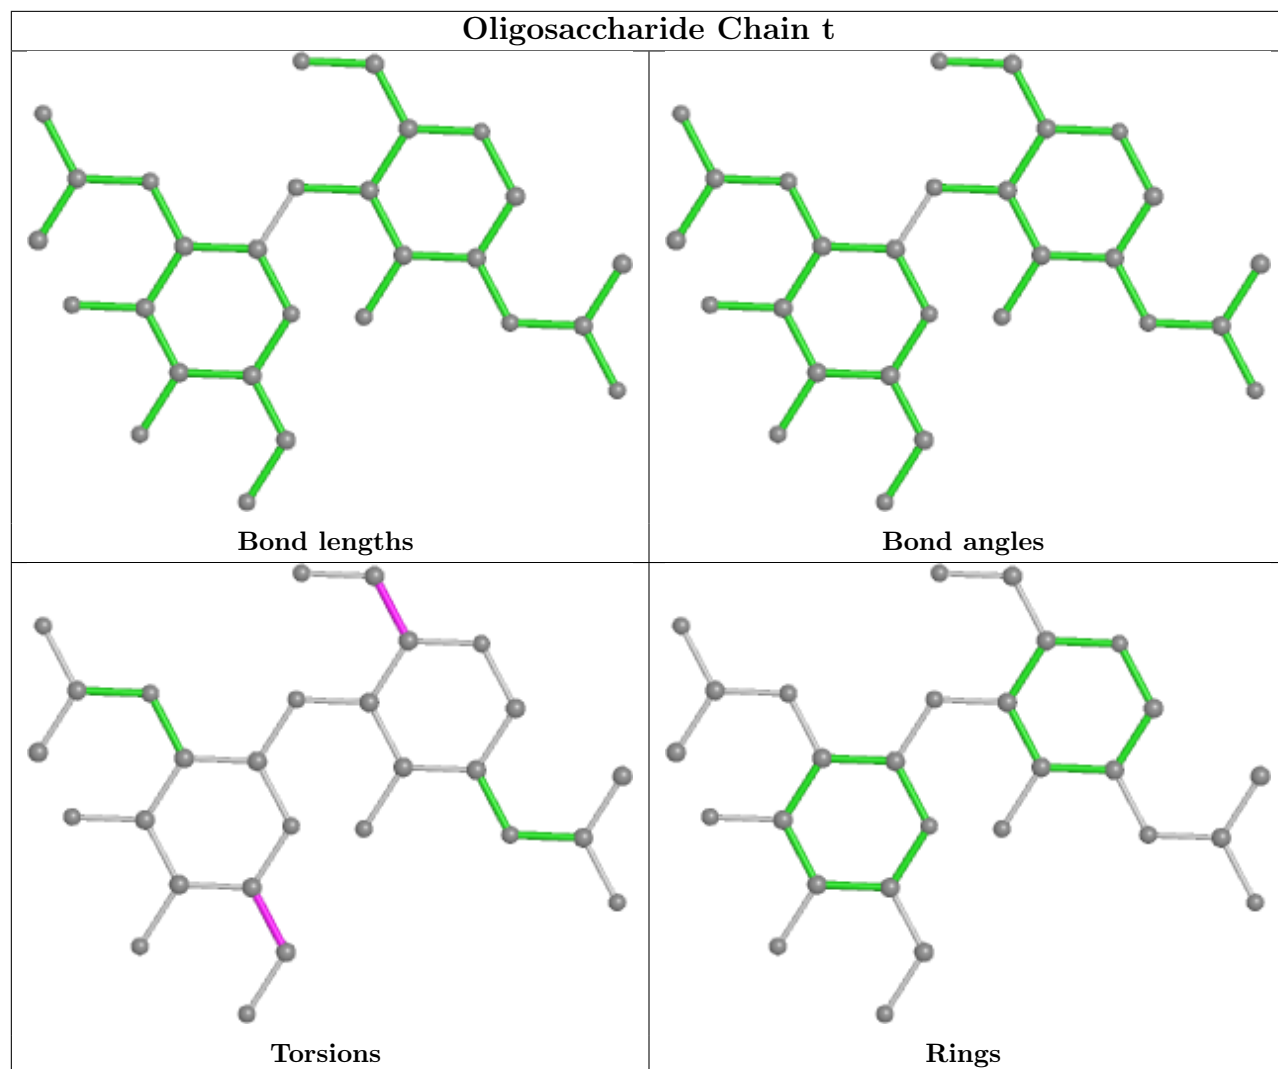 Oligosaccharide Chain t
Bond lengths
Bond angles
Torsions
Rings